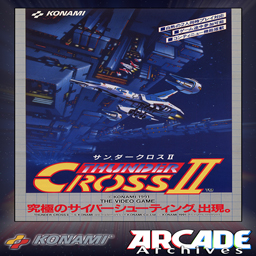 KONAMI
サンダークロスII
THUNDER
CROSS II
KONAMI 1991
THE VIDEO GAME
究極のサイバーシューティング、出現。
KONAMI
ARCADE
Archives